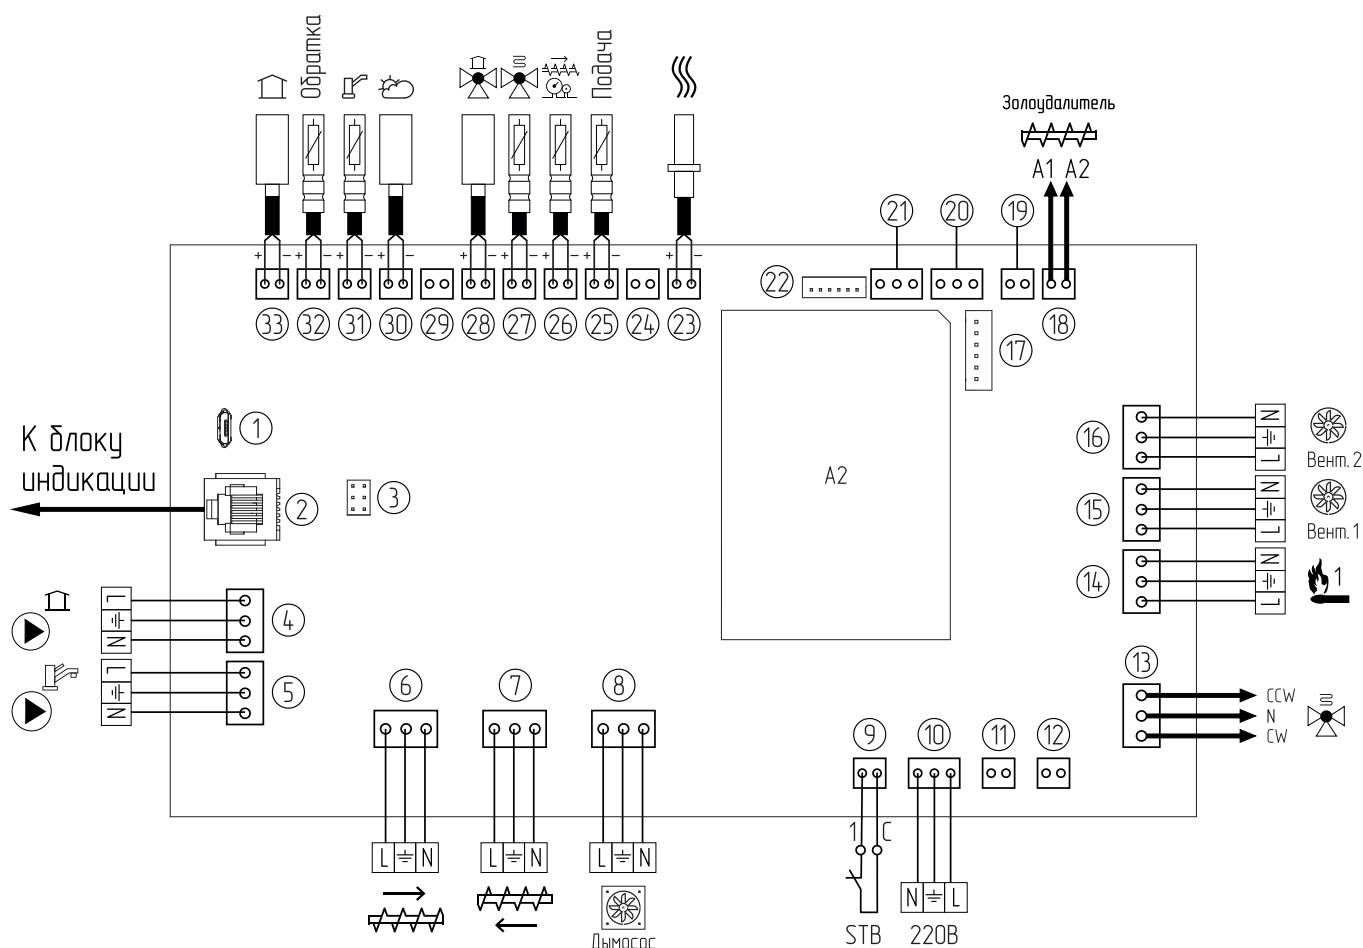 Обратка
Подача
Золоудалитель
A1 A2
+ − + − + − + − + − + − + − + − + −
21 20 19
22
33 32 31 30 29 28 27 26 25 24 23
18
17
К блоку
индикации
1
2
3
A2
16
N
L
Вент. 2
15
N
L
Вент. 1
14
N
L
1
L
N
4
L
N
5
13
CCW
N
CW
6 7 8
9 10 11 12
L N
L N
L N
1 C
N L
Дымосос
STB 220В